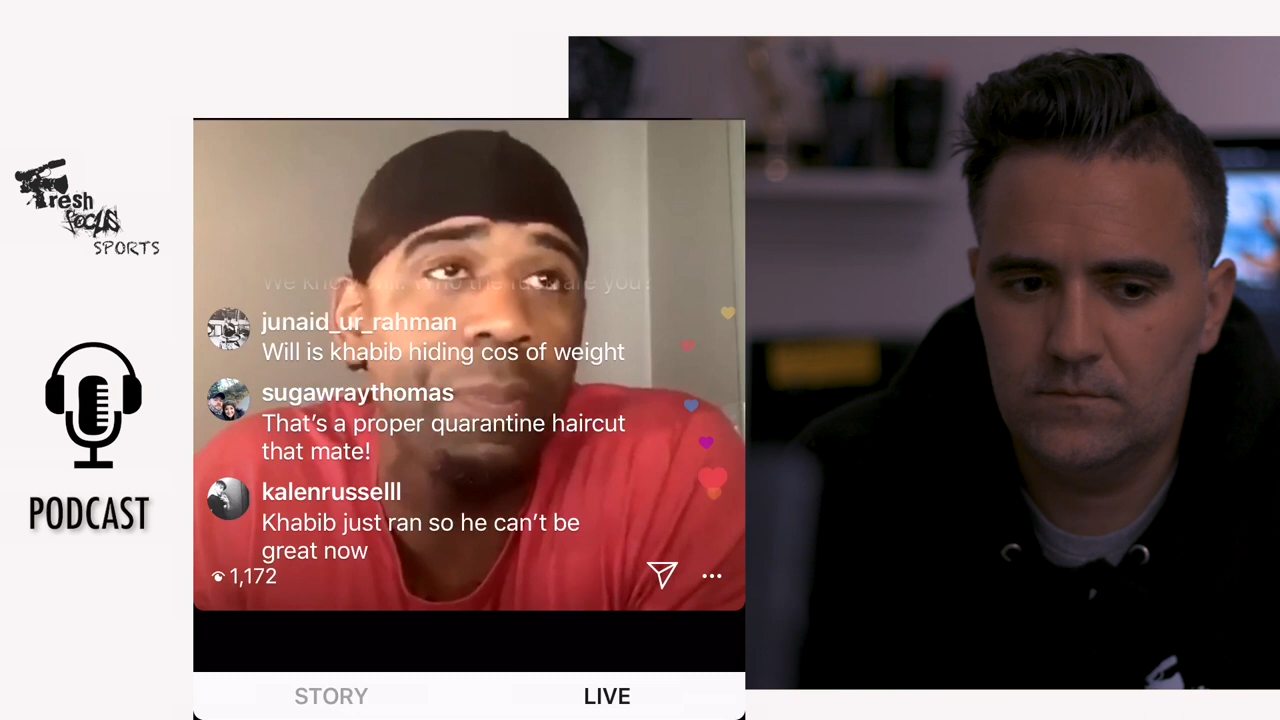 Fresh
Focus
SPORTS
PODCAST
junaid_ur_rahman
Will is khabib hiding cos of weight
sugawraythomas
That’s a proper quarantine haircut
that mate!
kalenrusselll
Khabib just ran so he can’t be
great now
1,172
STORY
LIVE